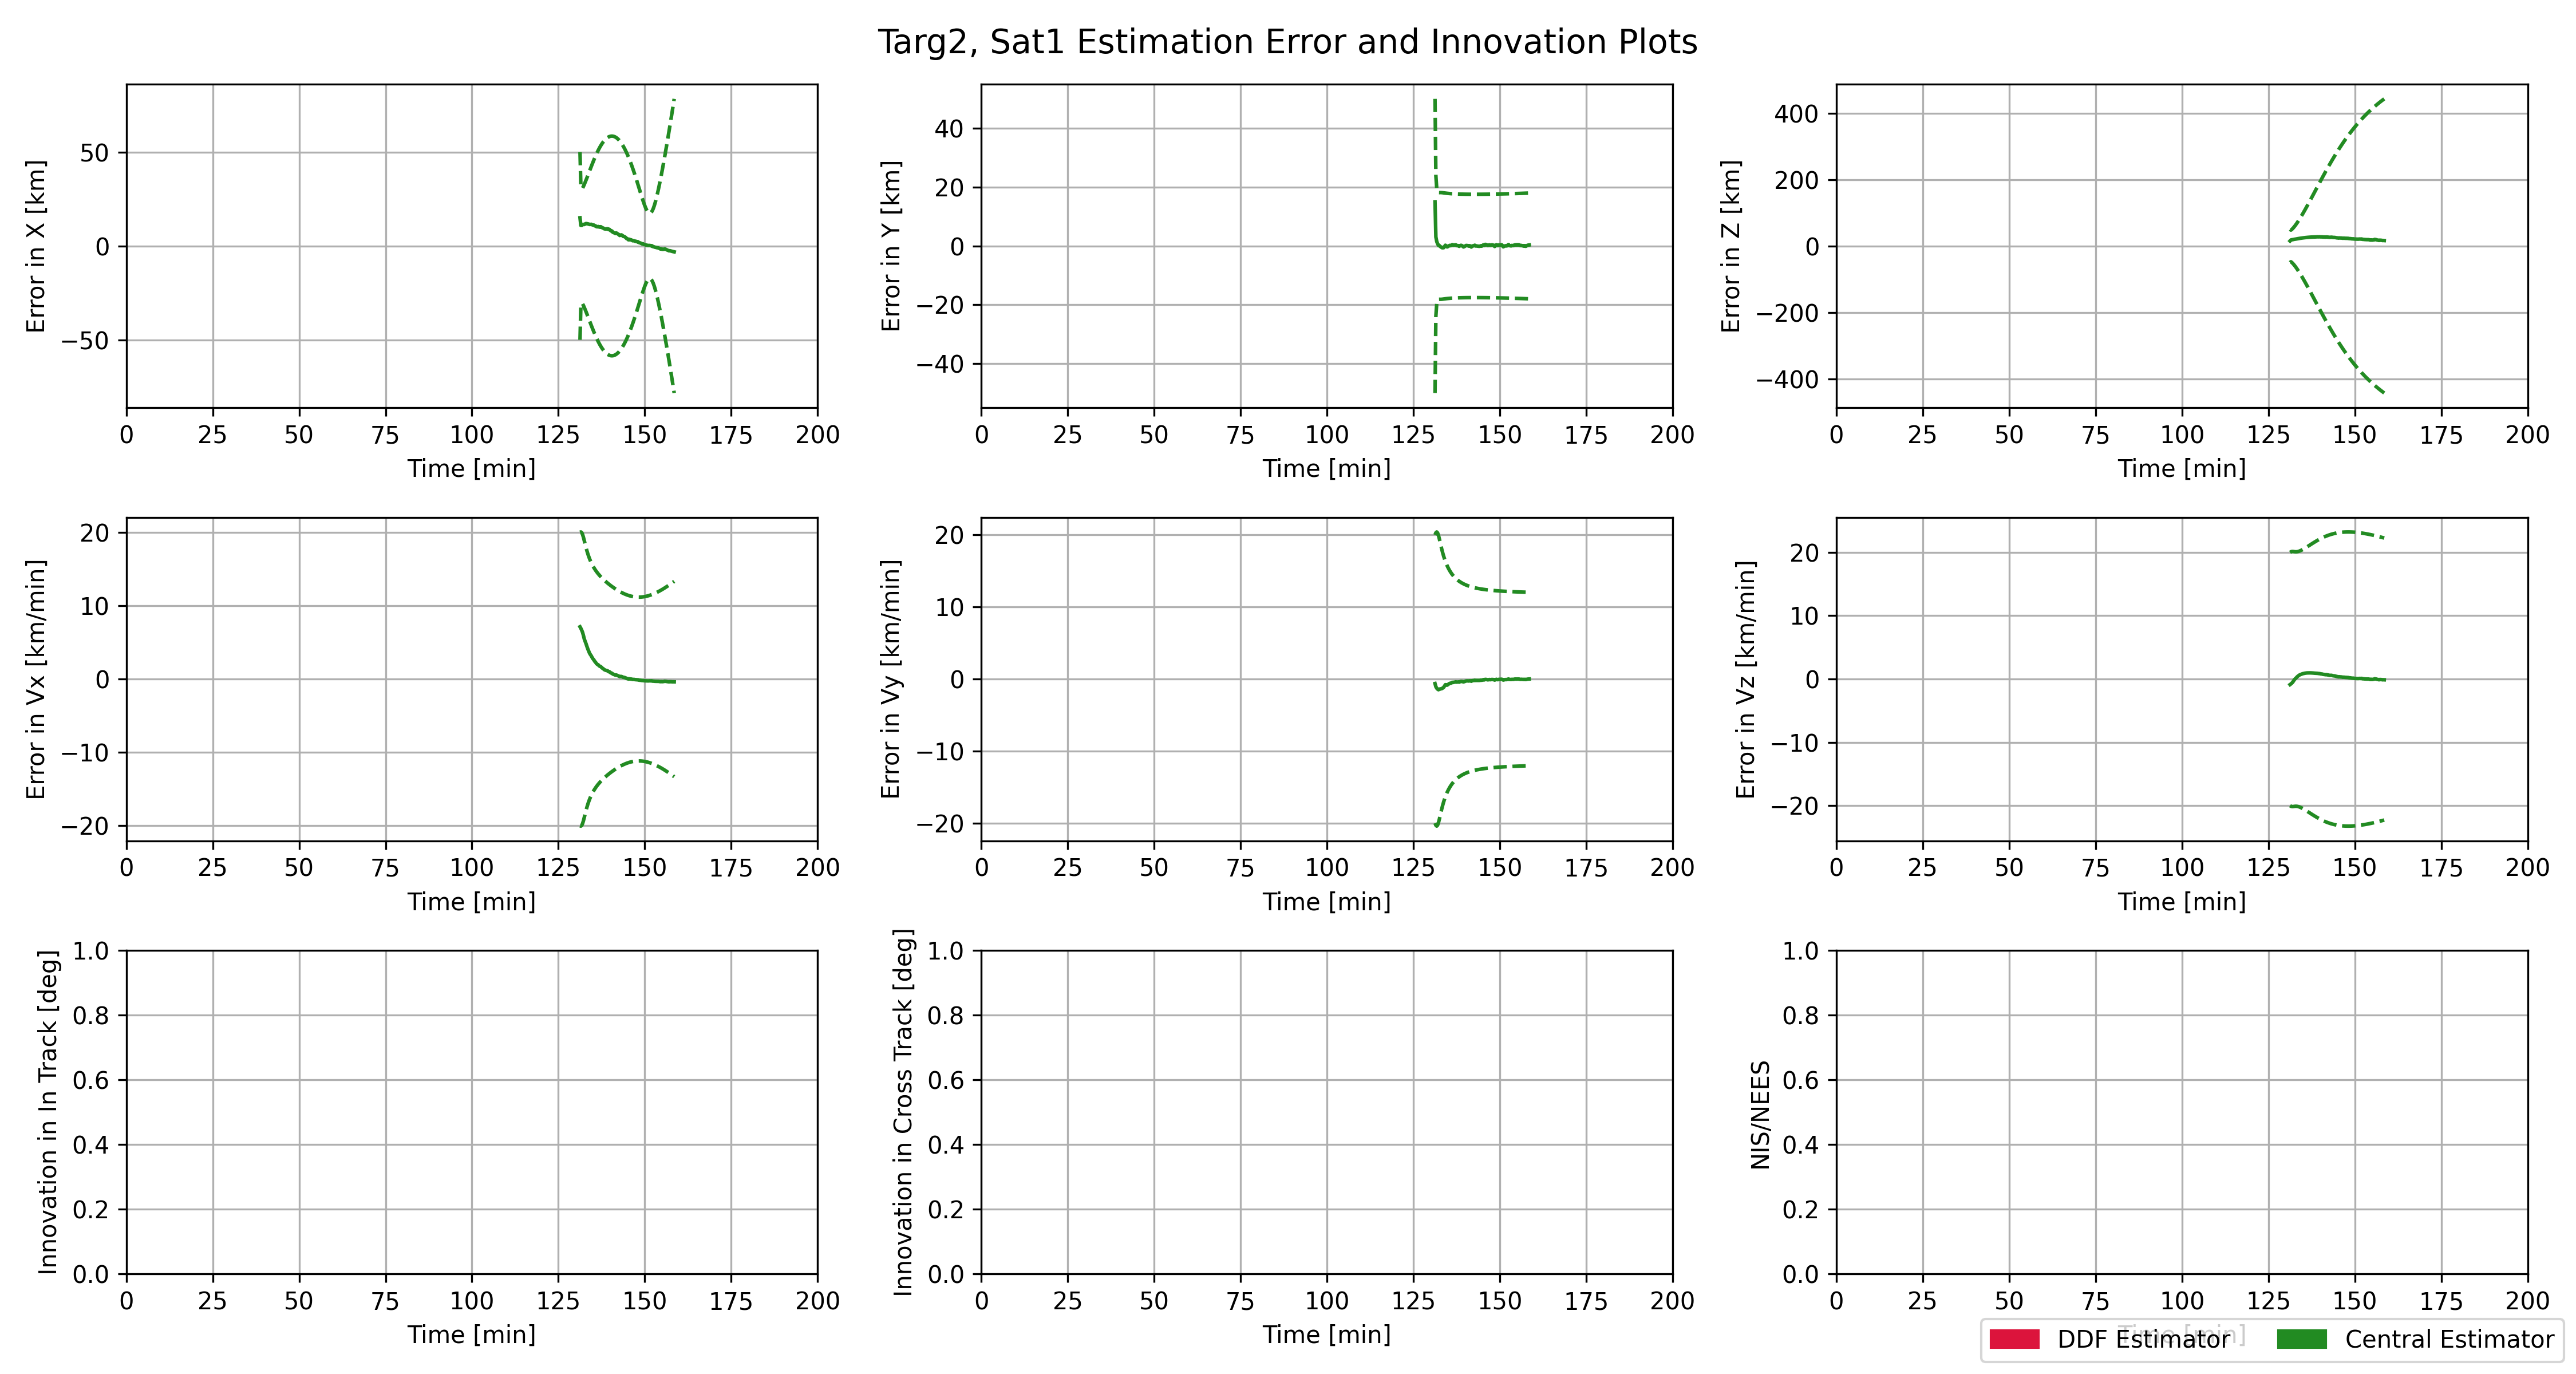 Targ2, Sat1 Estimation Error and Innovation Plots
Error in X [km]
50
0
−50
0 25 50 75 100 125 150 175 200
Time [min]
Error in Y [km]
40
20
0
−20
−40
0 25 50 75 100 125 150 175 200
Time [min]
Error in Z [km]
400
200
0
−200
−400
0 25 50 75 100 125 150 175 200
Time [min]
Error in Vx [km/min]
20
10
0
−10
−20
0 25 50 75 100 125 150 175 200
Time [min]
Error in Vy [km/min]
20
10
0
−10
−20
0 25 50 75 100 125 150 175 200
Time [min]
Error in Vz [km/min]
20
10
0
−10
−20
0 25 50 75 100 125 150 175 200
Time [min]
Innovation in In Track [deg]
1.0
0.8
0.6
0.4
0.2
0.0
0 25 50 75 100 125 150 175 200
Time [min]
Innovation in Cross Track [deg]
1.0
0.8
0.6
0.4
0.2
0.0
0 25 50 75 100 125 150 175 200
Time [min]
NIS/NEES
1.0
0.8
0.6
0.4
0.2
0.0
0 25 50 75 100 125 150 175 200
Time [min]
DDF Estimator Central Estimator